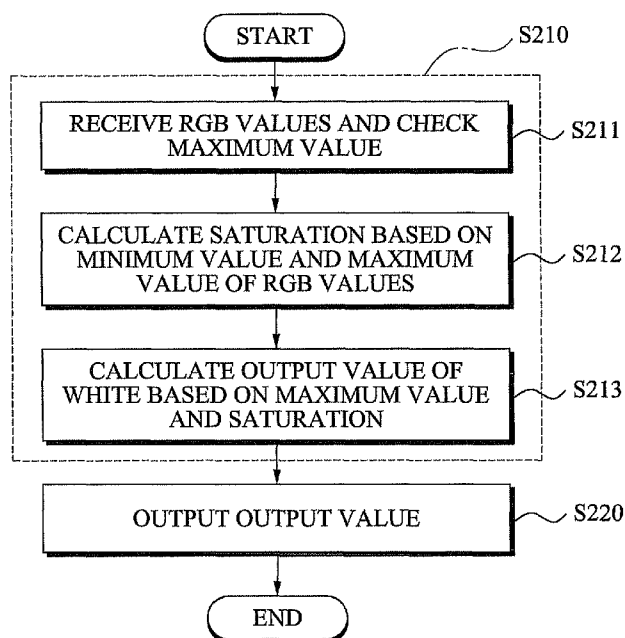 START
S210
RECEIVE RGB VALUES AND CHECK
MAXIMUM VALUE
S211
CALCULATE SATURATION BASED ON
MINIMUM VALUE AND MAXIMUM
VALUE OF RGB VALUES
S212
CALCULATE OUTPUT VALUE OF
WHITE BASED ON MAXIMUM VALUE
AND SATURATION
S213
OUTPUT OUTPUT VALUE
S220
END